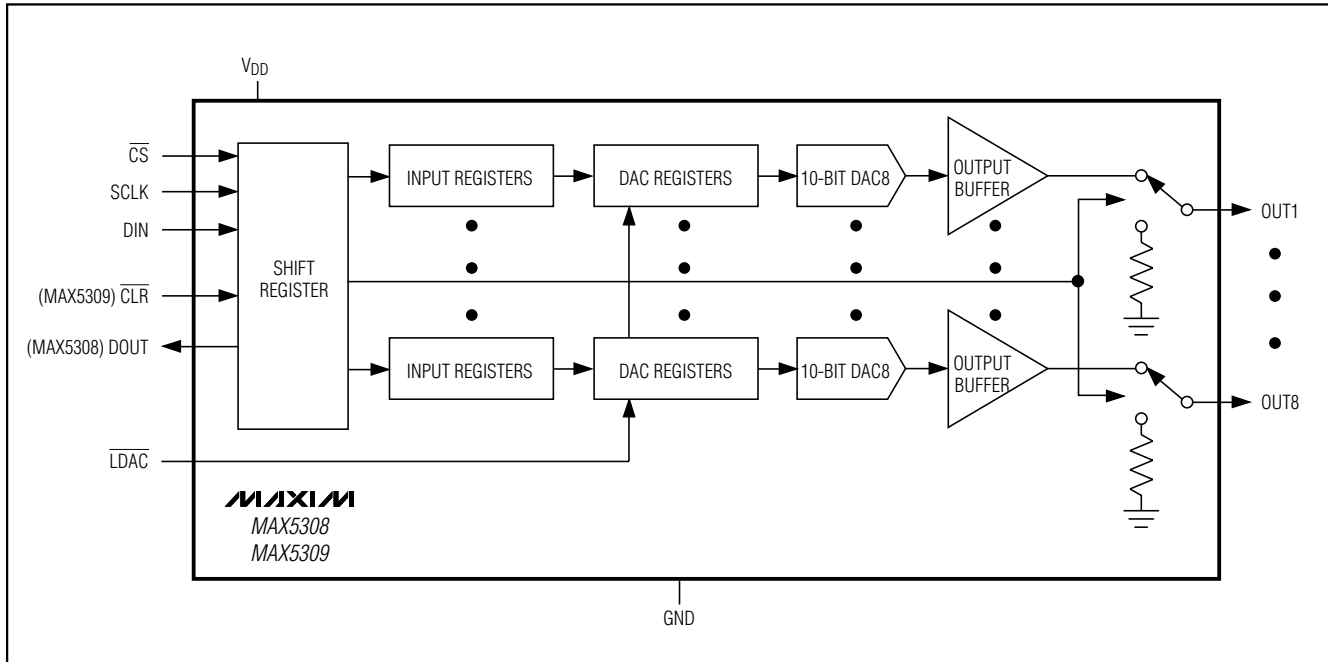 VDD
CS
SCLK
DIN
(MAX5309) CLR
(MAX5308) DOUT
LDAC
SHIFT
REGISTER
INPUT REGISTERS
DAC REGISTERS
10-BIT DAC8
OUTPUT
BUFFER
OUT1
INPUT REGISTERS
DAC REGISTERS
10-BIT DAC8
OUTPUT
BUFFER
OUT8
MAXIM
MAX5308
MAX5309
GND